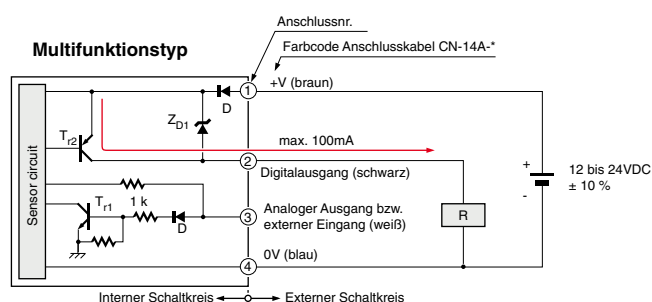 Anschlussnr.
Multifunktionstyp
Farbcode Anschlusskabel CN-14A-*
1
+V (braun)
D
ZD1
Tr2
max. 100mA
2
Digitalausgang (schwarz)
12 bis 24VDC
± 10 %
+
-
Sensor circuit
Tr1
1 k
D
3
Analoger Ausgang bzw.
externer Eingang (weiß)
R
4
0V (blau)
Interner Schaltkreis
Externer Schaltkreis